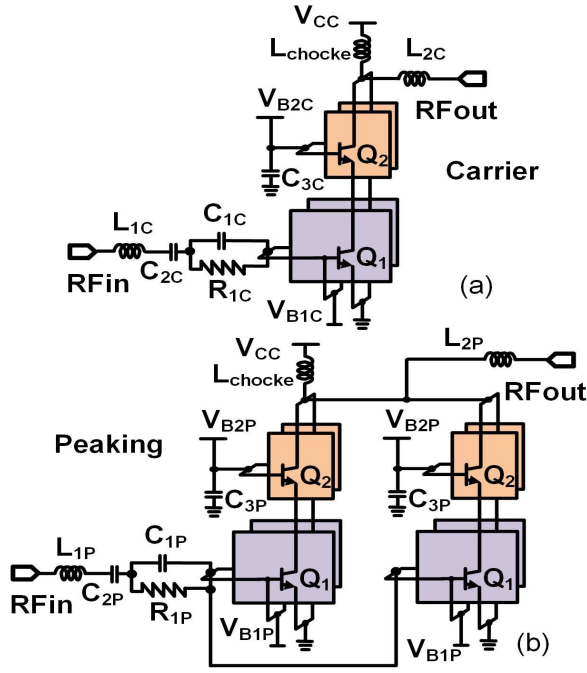 VCC
Lchocke
L2C
RFout
VB2C
Q2
C3C
Carrier
L1C
C1C
RFin
C2C
R1C
Q1
VB1C
(a)
VCC
Lchocke
L2P
RFout
Peaking
VB2P
Q2
C3P
VB2P
Q2
C3P
L1P
C1P
RFin
C2P
R1P
Q1
VB1P
Q1
VB1P
(b)